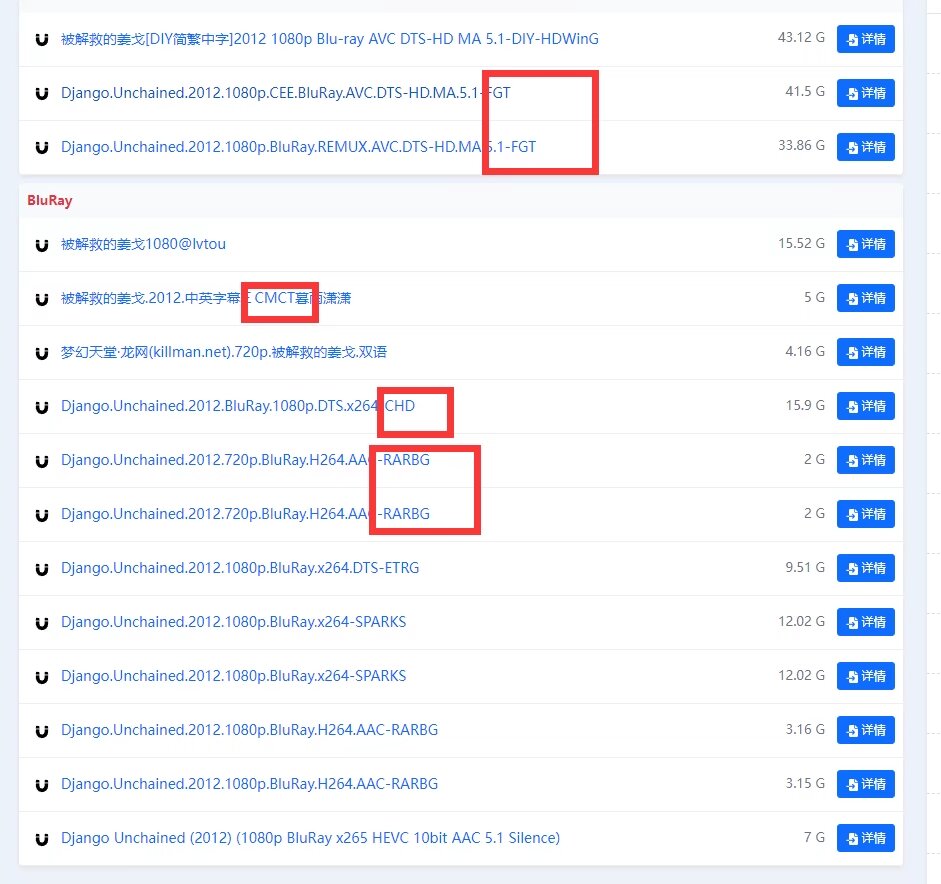 被解救的姜戈[DIY简繁中字]2012 1080p Blu-ray AVC DTS-HD MA 5.1-DIY-HDWinG 43.12 G 详情
Django.Unchained.2012.1080p.CEE.BluRay.AVC.DTS-HD.MA.5.1-FGT 41.5 G 详情
Django.Unchained.2012.1080p.BluRay.REMUX.AVC.DTS-HD.MA.5.1-FGT 33.86 G 详情
BluRay
被解救的姜戈1080@lvtou 15.52 G 详情
被解救的姜戈.2012.中英字幕 CMCT暮雨潇潇 5 G 详情
梦幻天堂·龙网(killman.net).720p.被解救的姜戈.双语 4.16 G 详情
Django.Unchained.2012.BluRay.1080p.DTS.x264-CHD 15.9 G 详情
Django.Unchained.2012.720p.BluRay.H264.AAC-RARBG 2 G 详情
Django.Unchained.2012.720p.BluRay.H264.AAC-RARBG 2 G 详情
Django.Unchained.2012.1080p.BluRay.x264.DTS-ETRG 9.51 G 详情
Django.Unchained.2012.1080p.BluRay.x264-SPARKS 12.02 G 详情
Django.Unchained.2012.1080p.BluRay.x264-SPARKS 12.02 G 详情
Django.Unchained.2012.1080p.BluRay.H264.AAC-RARBG 3.16 G 详情
Django.Unchained.2012.1080p.BluRay.H264.AAC-RARBG 3.15 G 详情
Django Unchained (2012) (1080p BluRay x265 HEVC 10bit AAC 5.1 Silence) 7 G 详情